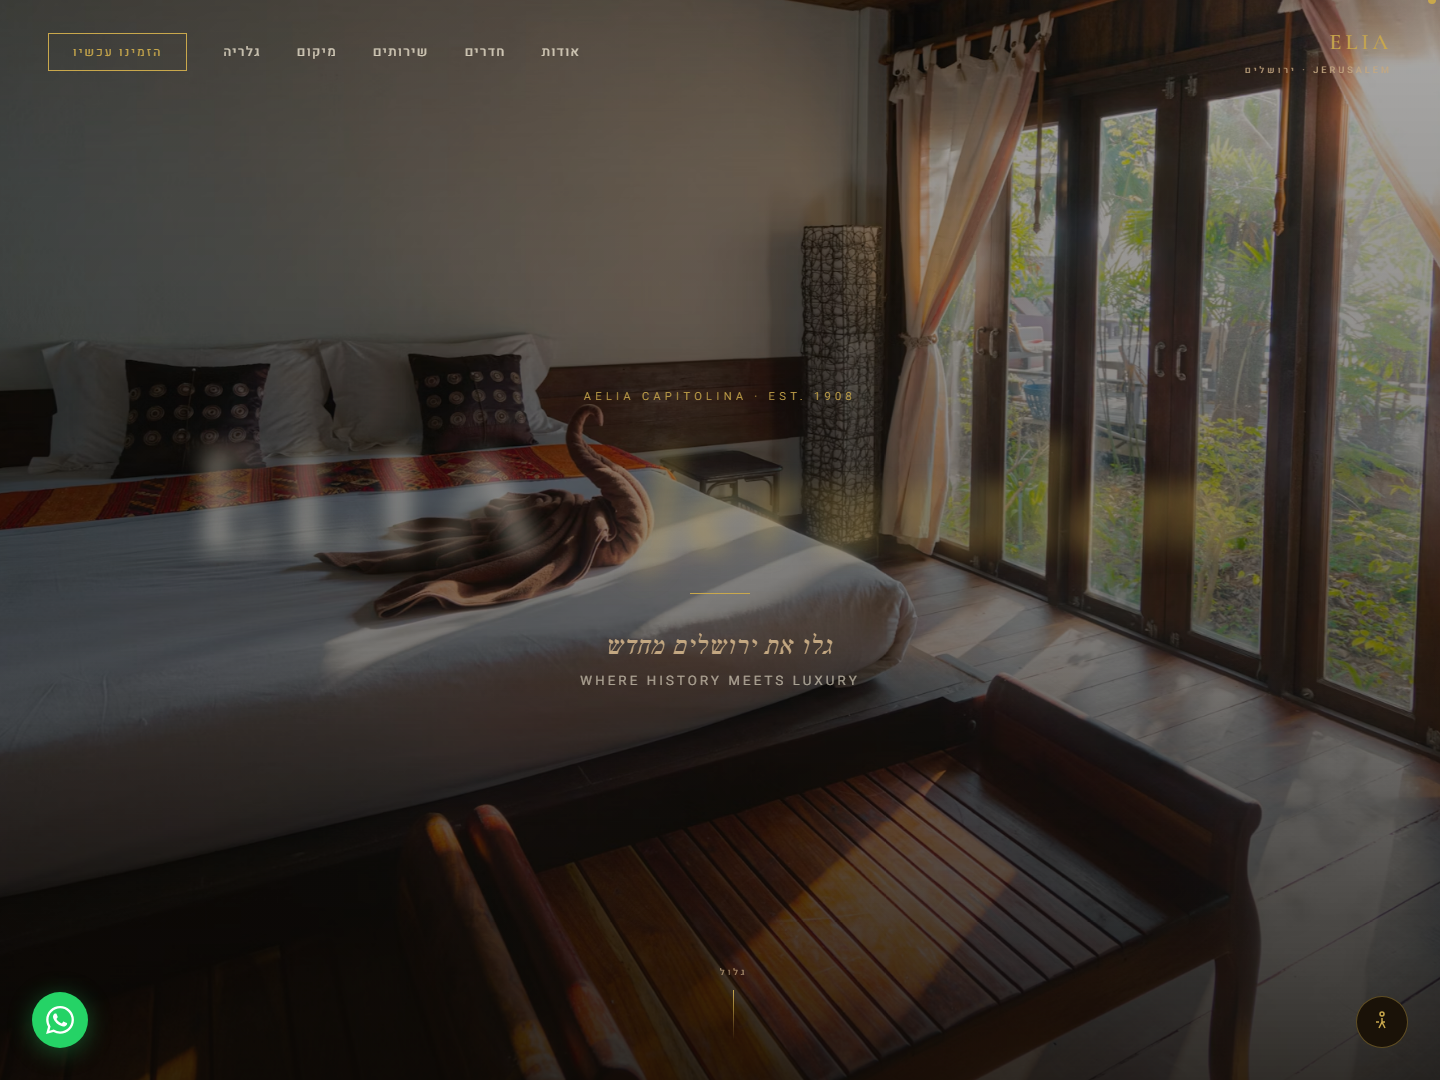 ELIA
ירושלים · JERUSALEM
אודות
חדרים
שירותים
מיקום
גלריה
הזמינו עכשיו
AELIA CAPITOLINA · EST. 1908
גלו את ירושלים מחדש
WHERE HISTORY MEETS LUXURY
גלול